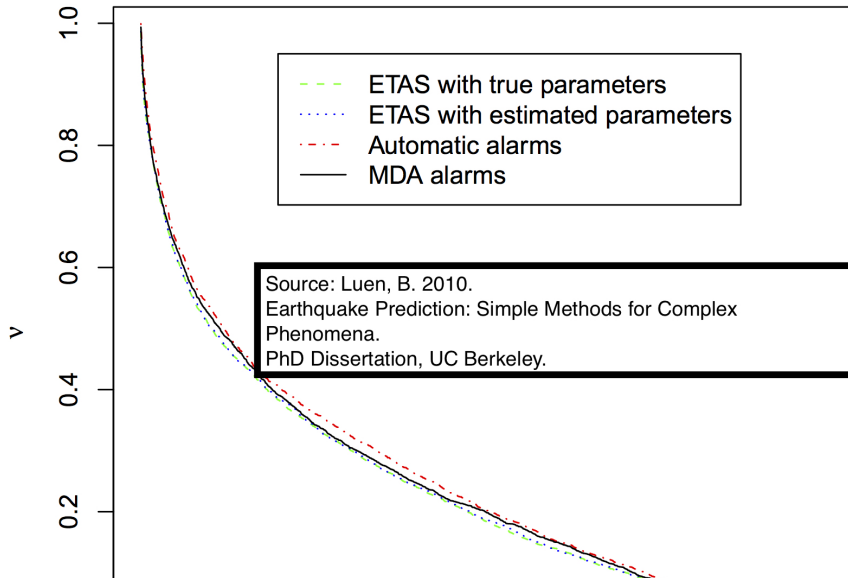 1.0
ETAS with true parameters
ETAS with estimated parameters
Automatic alarms
MDA alarms
0.8
0.6
Source: Luen, B. 2010.
Earthquake Prediction: Simple Methods for Complex
Phenomena.
PhD Dissertation, UC Berkeley.
ν
0.4
0.2